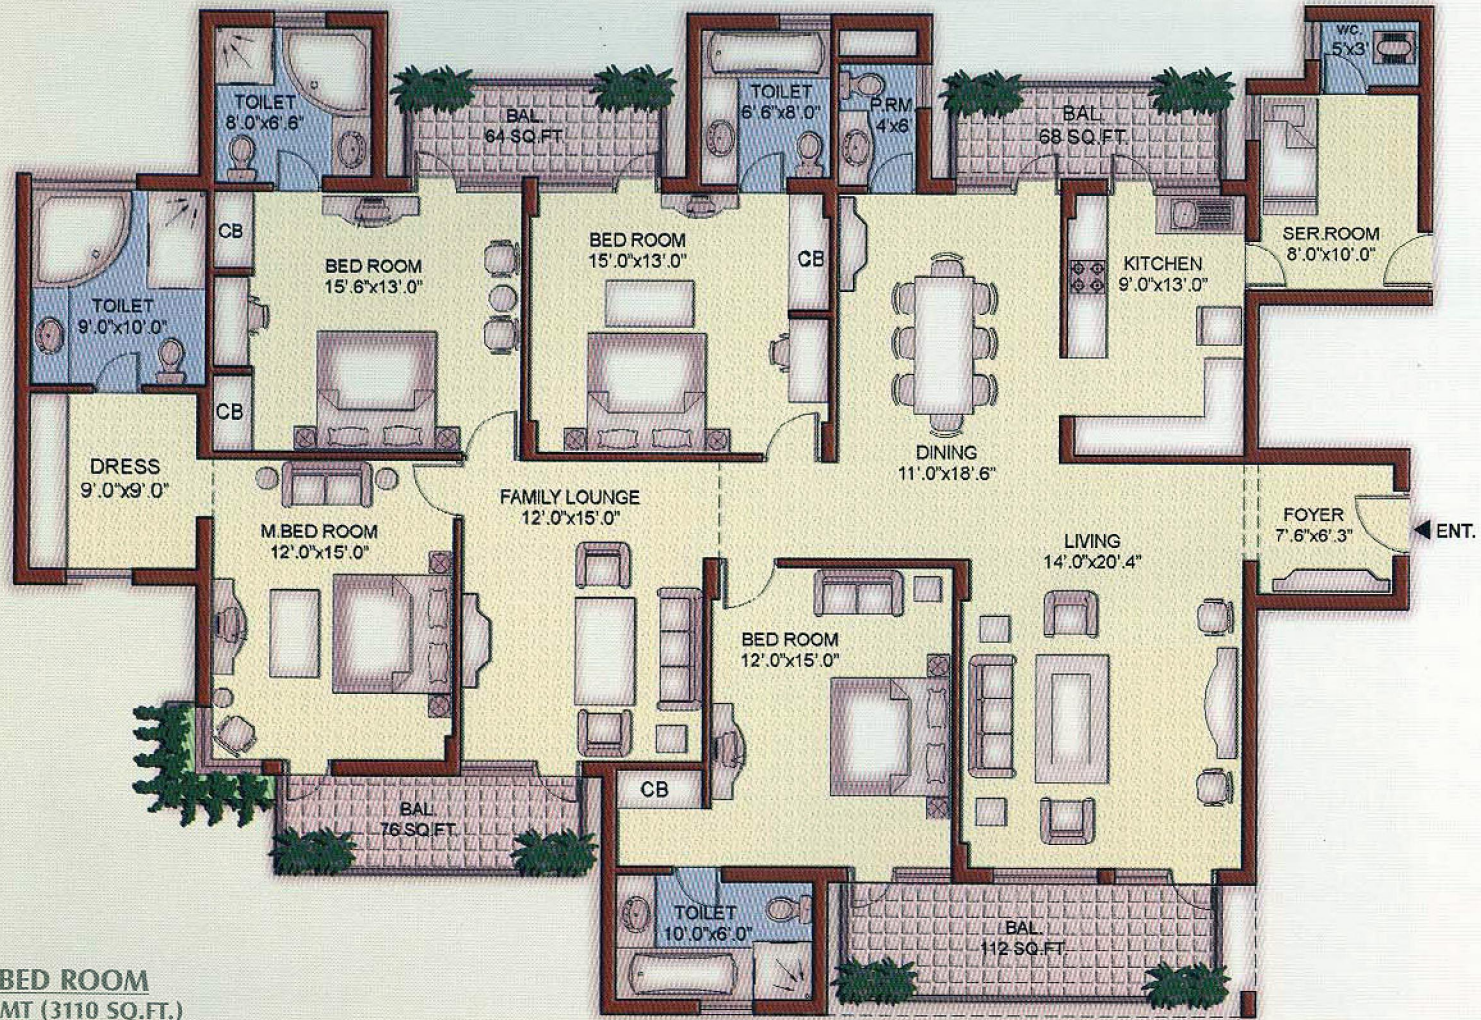 WC.
5'x3'
TOILET
8'.0"x6'.6"
BAL.
64 SQ.FT.
TOILET
6'.6"x8'.0"
P.RM
4'x6'
BAL.
68 SQ.FT.
SER.ROOM
8'.0"x10'.0"
CB
BED ROOM
15'.6"x13'.0"
BED ROOM
15'.0"x13'.0"
CB
KITCHEN
9'.0"x13'.0"
TOILET
9'.0"x10'.0"
CB
DRESS
9'.0"x9'.0"
DINING
11'.0"x18'.6"
FAMILY LOUNGE
12'.0"x15'.0"
M.BED ROOM
12'.0"x15'.0"
LIVING
14'.0"x20'.4"
FOYER
7'.6"x6'.3"
ENT.
BED ROOM
12'.0"x15'.0"
CB
BAL.
76 SQ.FT.
TOILET
10'.0"x6'.0"
BAL.
112 SQ.FT.
BED ROOM
MT (3110 SQ.FT.)